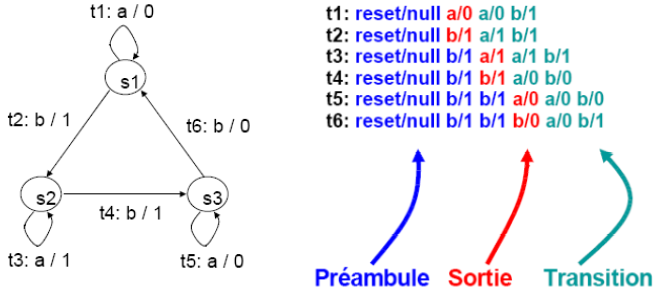 t1: a / 0
s1
t2: b / 1
t6: b / 0
s2
s3
t4: b / 1
t3: a / 1
t5: a / 0
t1: reset/null a/0 a/0 b/1
t2: reset/null b/1 a/1 b/1
t3: reset/null b/1 a/1 a/1 b/1
t4: reset/null b/1 b/1 a/0 b/0
t5: reset/null b/1 b/1 a/0 a/0 b/0
t6: reset/null b/1 b/1 b/0 a/0 b/1
Préambule Sortie Transition